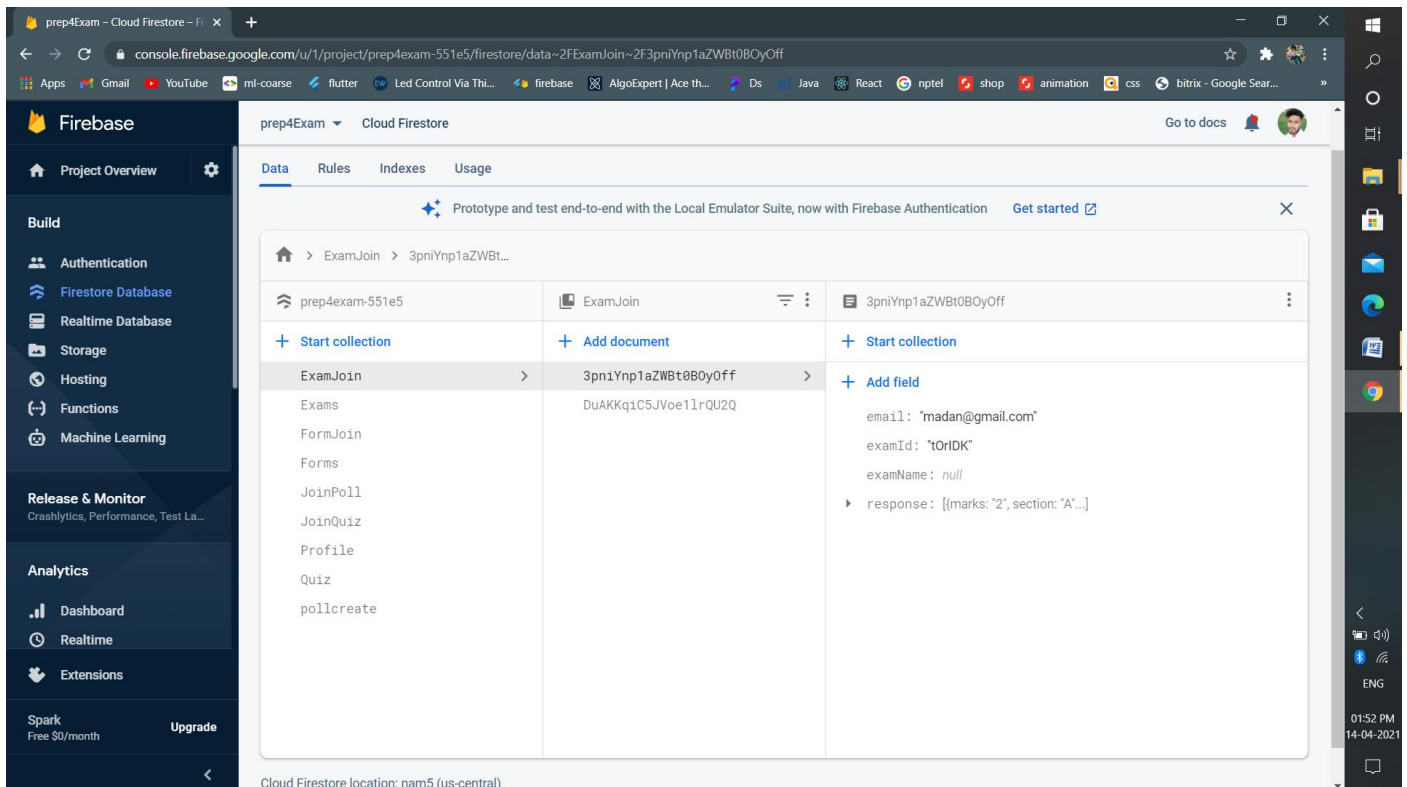 prep4Exam – Cloud Firestore – Fi
console.firebase.google.com/u/1/project/prep4exam-551e5/firestore/data~2FExamJoin~2F3pniYnp1aZWBt0BOyOff
Apps Gmail YouTube ml-coarse flutter Led Control Via Thi... firebase AlgoExpert | Ace th... Ds Java React nptel shop animation css bitrix - Google Sear... »
Firebase
prep4Exam Cloud Firestore Go to docs
Project Overview
Data Rules Indexes Usage
Prototype and test end-to-end with the Local Emulator Suite, now with Firebase Authentication Get started
Build
Authentication
Firestore Database
Realtime Database
Storage
Hosting
Functions
Machine Learning
Release & Monitor
Crashlytics, Performance, Test La...
Analytics
Dashboard
Realtime
Extensions
Spark
Free $0/month
Upgrade
ExamJoin > 3pniYnp1aZWBt...
prep4exam-551e5
+ Start collection
ExamJoin
Exams
FormJoin
Forms
JoinPoll
JoinQuiz
Profile
Quiz
pollcreate
ExamJoin
+ Add document
3pniYnp1aZWBt0BOyOff
DuAKKqiC5JVoe1lrQU2Q
3pniYnp1aZWBt0BOyOff
+ Start collection
+ Add field
email: "madan@gmail.com"
examId: "tOrIDK"
examName: null
response: [{marks: "2", section: "A"...]
Cloud Firestore location: nam5 (us-central)
ENG
01:52 PM
14-04-2021